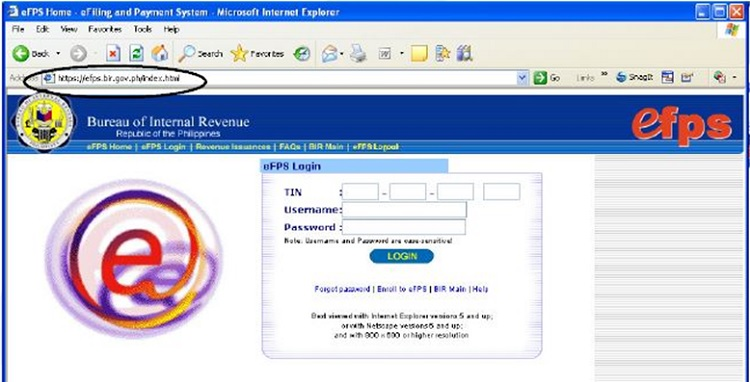 eFPS Home - eFiling and Payment System - Microsoft Internet Explorer
File Edit View Favorites Tools Help
Back Search Favorites
Address https://efps.bir.gov.ph/index.html Go Links » SnagIt
Bureau of Internal Revenue
Republic of the Philippines
efps
eFPS Home | eFPS Login | Revenue Issuances | FAQs | BIR Main | eFPS Logout
eFPS Login
TIN : - -
Username:
Password :
Note: Username and Password are case-sensitive!
LOGIN
Forgot password | Enroll to eFPS | BIR Main | Help
Best viewed with Internet Explorer versions 5 and up;
or with Netscape versions 6 and up;
and with 800 x 600 or higher resolution
e